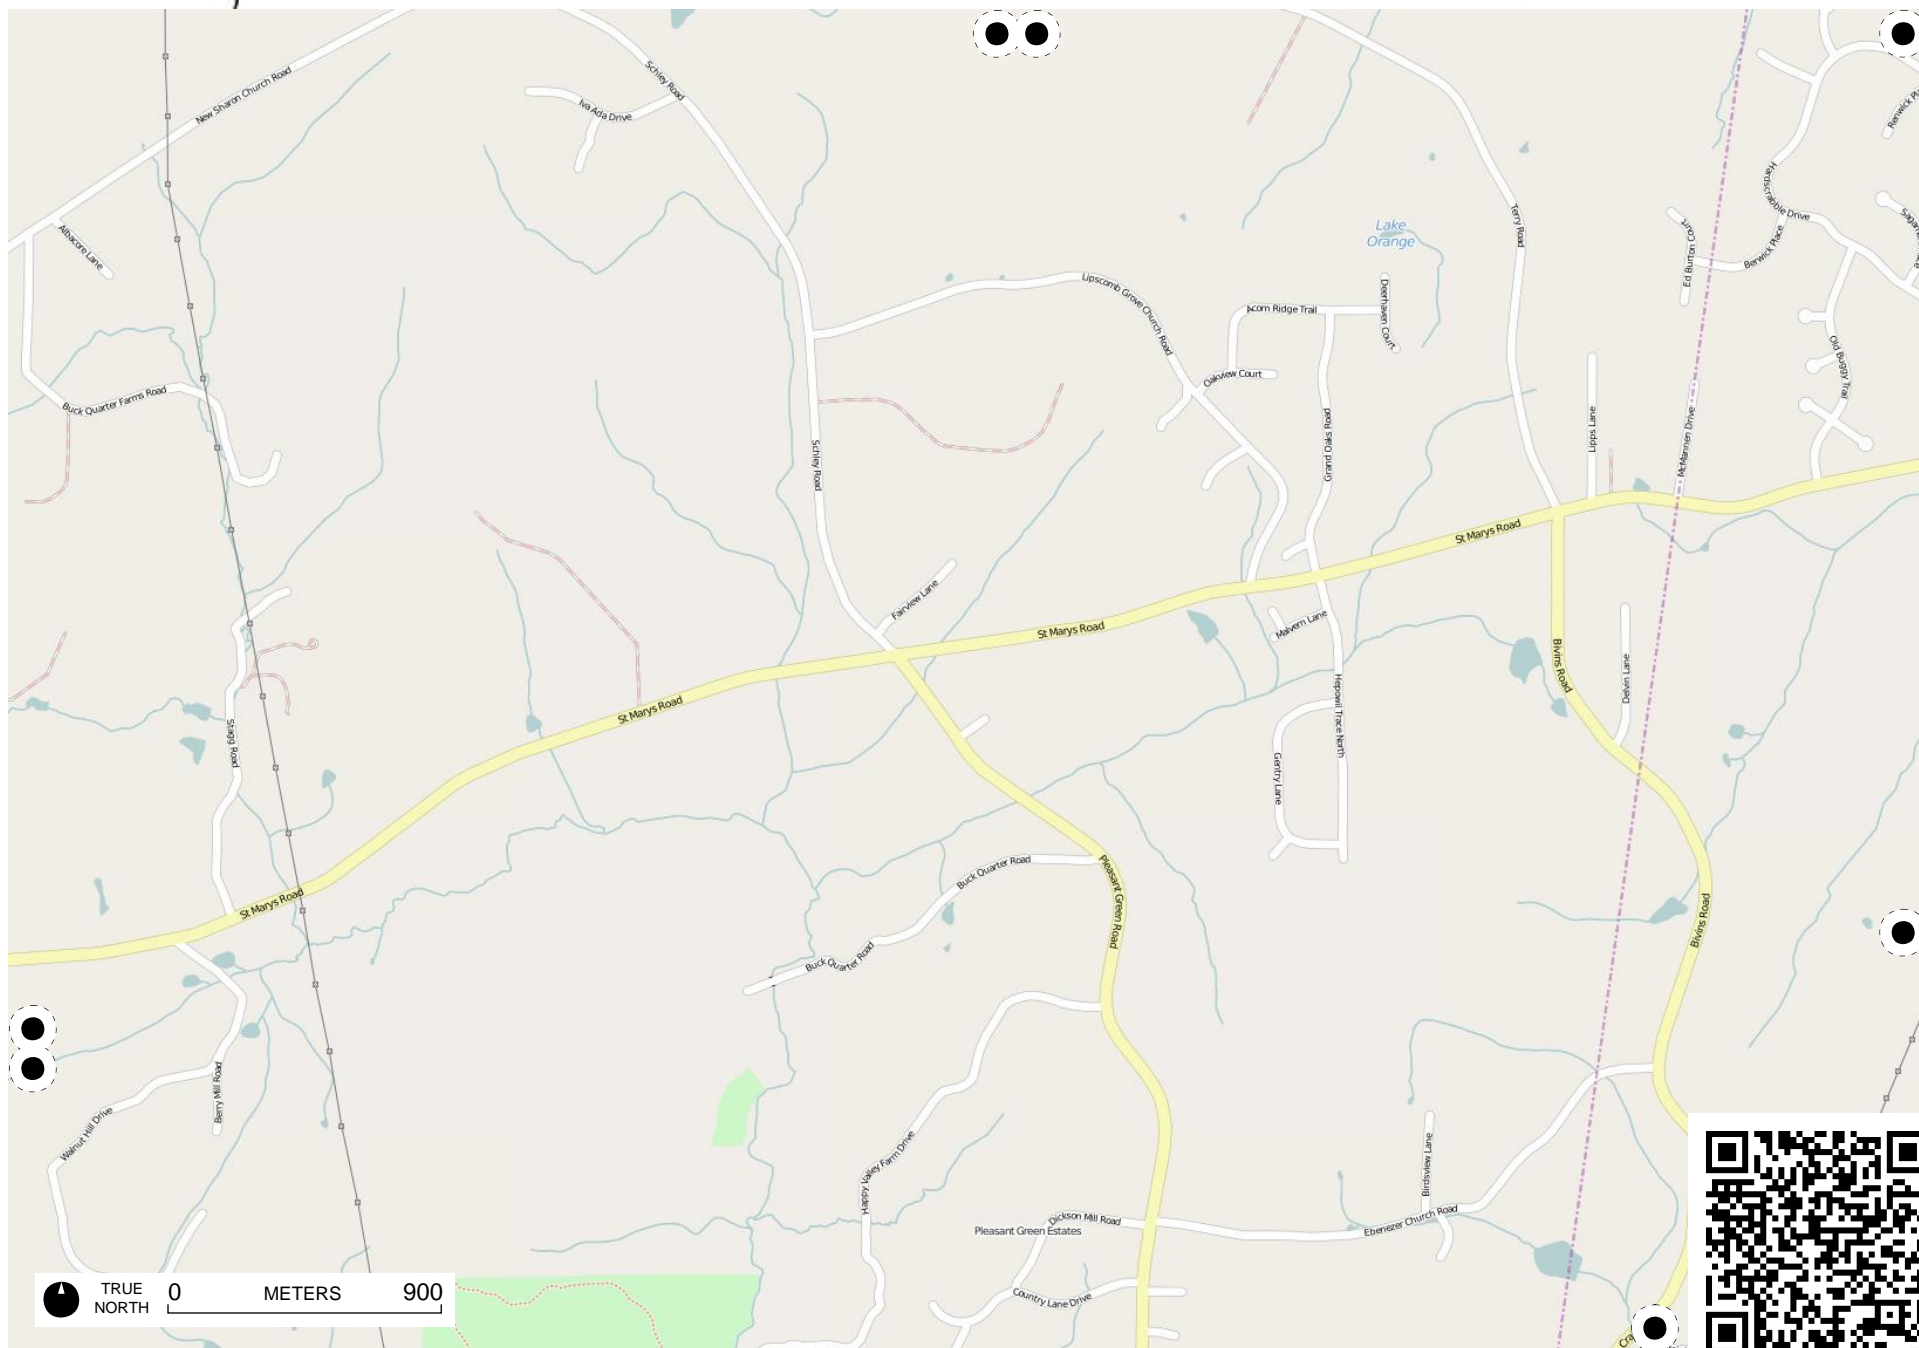 New Sharon Church Road
Schley Road
Iva Ada Drive
Albacore Lane
Hardscrabble Drive
Terry Road
Lake
Orange
Ed Burton Court
Berwick Place
Lipscomb Grove Church Road
Acorn Ridge Trail
Deerhaven Court
Old Buggy Trail
Oakview Court
Buck Quarter Farms Road
Schley Road
Grand Oaks Road
Lipps Lane
McMannen Drive
St Marys Road
Fairview Lane
St Marys Road
Malvern Lane
Bivins Road
Delvin Lane
St Marys Road
Stagg Road
Hepowil Trace North
Gentry Lane
Buck Quarter Road
Pleasant Green Road
St Marys Road
Bivins Road
Buck Quarter Road
Berry Mill Road
Walnut Hill Drive
Happy Valley Farm Drive
Birdsview Lane
Dickson Mill Road
Pleasant Green Estates
Ebenezer Church Road
Country Lane Drive
TRUE
NORTH
0 METERS 900